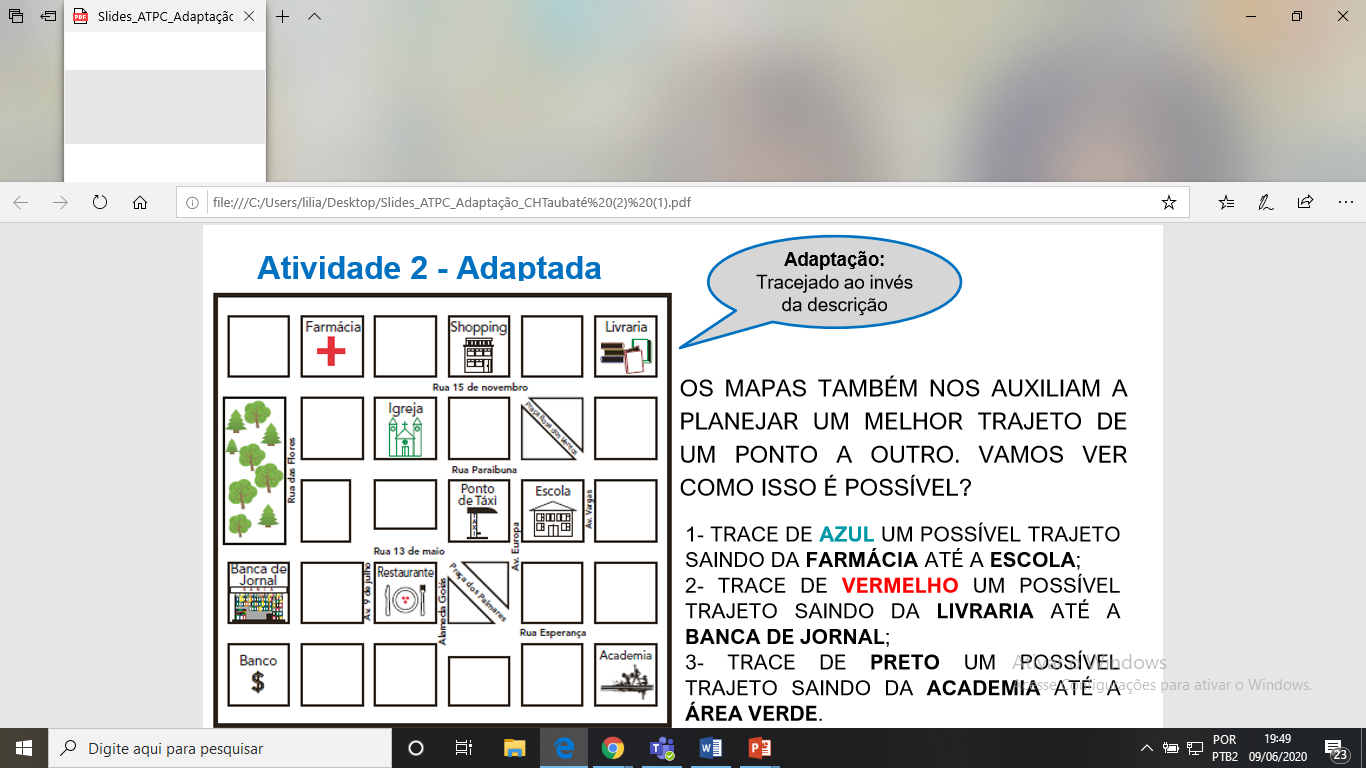 Slides_ATPC_Adaptaçã
file:///C:/Users/lilia/Desktop/Slides_ATPC_Adaptação_CHTaubaté%20(2)%20(1).pdf
Atividade 2 - Adaptada
Adaptação:
Tracejado ao invés
da descrição
Farmácia
Shopping
Livraria
Rua 15 de novembro
Igreja
Praça Rosa dos Ventos
Rua das Flores
Rua Paraibuna
Ponto
de Táxi
TAXI
Escola
Av. Vargas
Av. Europa
Rua 13 de maio
Banca de
Jornal
BANCA
Av. 9 de julho
Restaurante
Alameda Goiás
Praça dos Palmares
Rua Esperança
Banco
$
Academia
OS MAPAS TAMBÉM NOS AUXILIAM A
PLANEJAR UM MELHOR TRAJETO DE
UM PONTO A OUTRO. VAMOS VER
COMO ISSO É POSSÍVEL?
1- TRACE DE AZUL UM POSSÍVEL TRAJETO
SAINDO DA FARMÁCIA ATÉ A ESCOLA;
2- TRACE DE VERMELHO UM POSSÍVEL
TRAJETO SAINDO DA LIVRARIA ATÉ A
BANCA DE JORNAL;
3- TRACE DE PRETO UM POSSÍVEL
TRAJETO SAINDO DA ACADEMIA ATÉ A
ÁREA VERDE.
Ativar o Windows
Acesse Configurações para ativar o Windows.
Digite aqui para pesquisar
POR
PTB2
19:49
09/06/2020
23